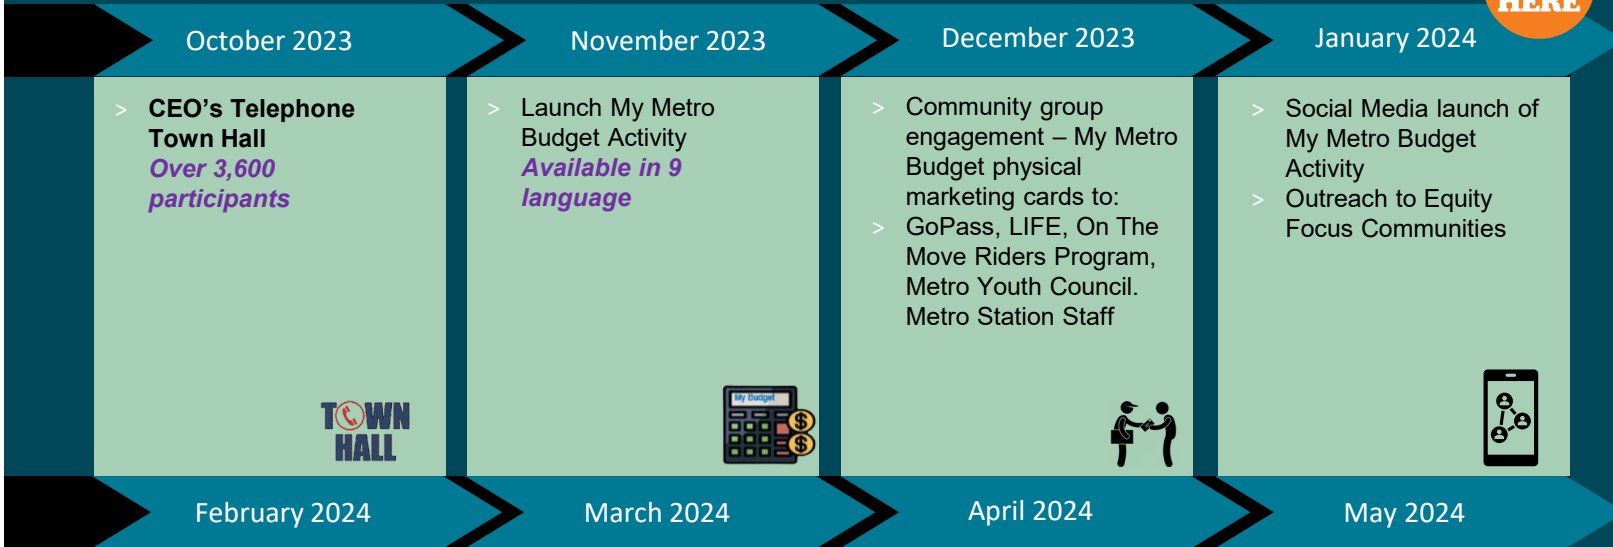 HERE
October 2023
November 2023
December 2023
January 2024
> CEO’s Telephone
Town Hall
Over 3,600
participants
TOWN
HALL
> Launch My Metro
Budget Activity
Available in 9
language
My Budget
$
$
> Community group
engagement – My Metro
Budget physical
marketing cards to:
> GoPass, LIFE, On The
Move Riders Program,
Metro Youth Council.
Metro Station Staff
> Social Media launch of
My Metro Budget
Activity
> Outreach to Equity
Focus Communities
February 2024
March 2024
April 2024
May 2024